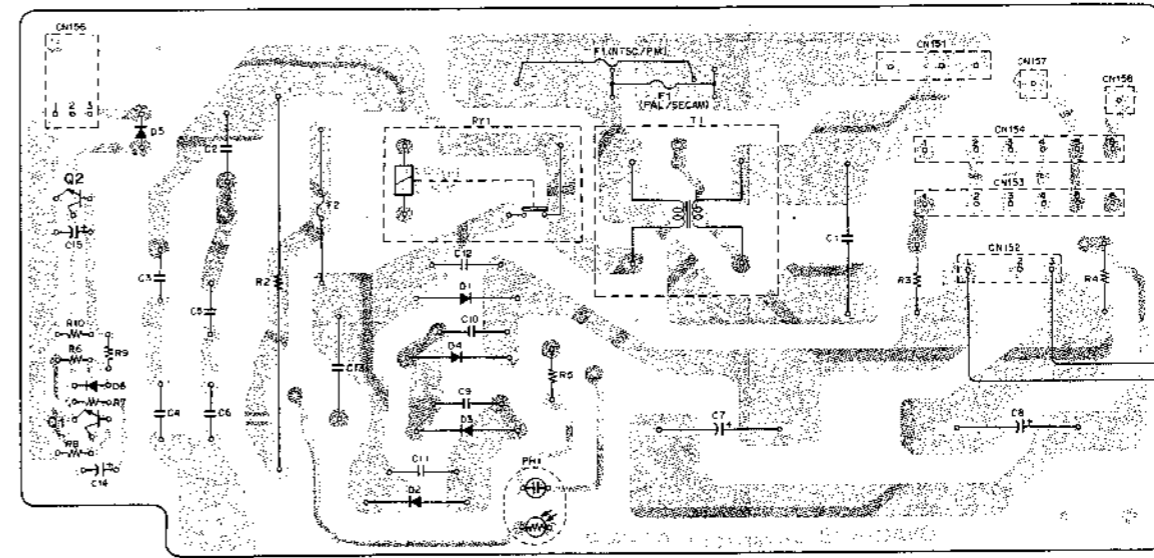 CN156
F1(NTSC/PM)
CN151
CN157
CN158
F1
(PAL/SECAM)
1 2 3
D5
RY1
T1
CN154
C2
Q2
CN153
F2
C15
C1
C12
CN152
C3
R2
R3
R4
D1
C5
C10
R10
D4
R6
R9
R5
C13
D6
R7
C9
Q1
C4
C6
D3
C7
C8
R8
C11
PH1
C14
D2